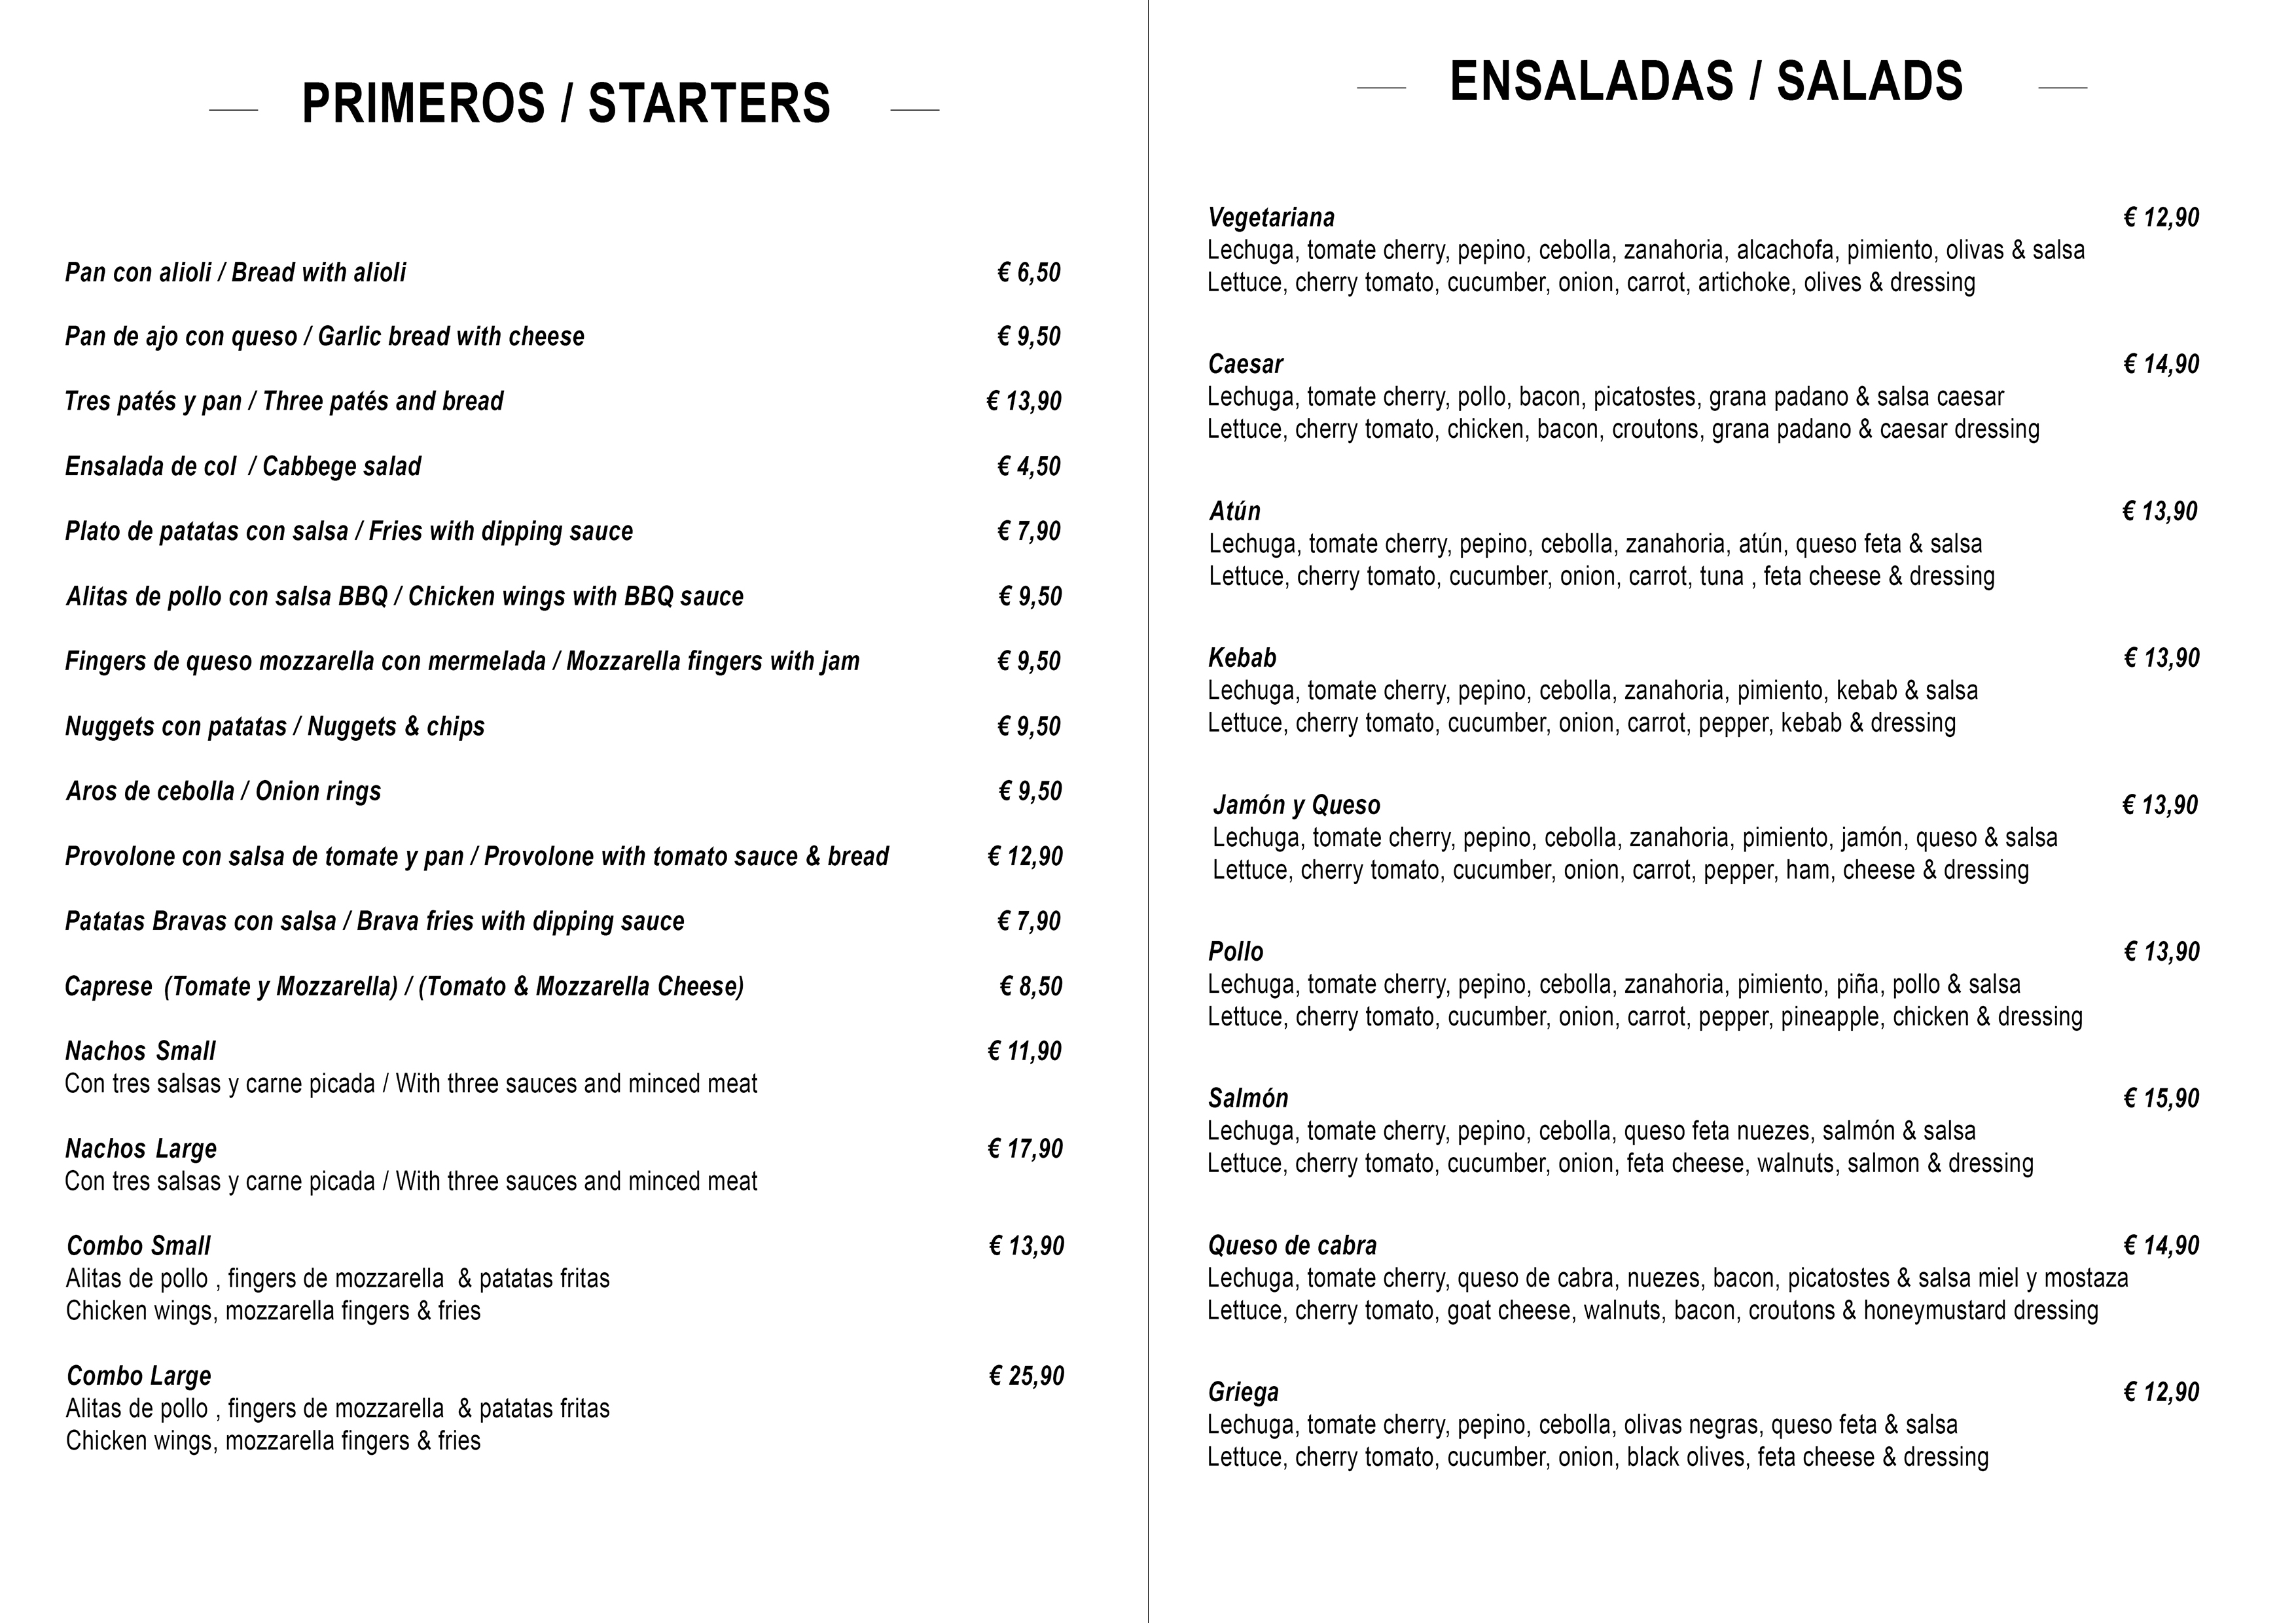 PRIMEROS / STARTERS
Pan con alioli / Bread with alioli € 6,50
Pan de ajo con queso / Garlic bread with cheese € 9,50
Tres patés y pan / Three patés and bread € 13,90
Ensalada de col / Cabbege salad € 4,50
Plato de patatas con salsa / Fries with dipping sauce € 7,90
Alitas de pollo con salsa BBQ / Chicken wings with BBQ sauce € 9,50
Fingers de queso mozzarella con mermelada / Mozzarella fingers with jam € 9,50
Nuggets con patatas / Nuggets & chips € 9,50
Aros de cebolla / Onion rings € 9,50
Provolone con salsa de tomate y pan / Provolone with tomato sauce & bread € 12,90
Patatas Bravas con salsa / Brava fries with dipping sauce € 7,90
Caprese (Tomate y Mozzarella) / (Tomato & Mozzarella Cheese) € 8,50
Nachos Small € 11,90
Con tres salsas y carne picada / With three sauces and minced meat
Nachos Large € 17,90
Con tres salsas y carne picada / With three sauces and minced meat
Combo Small € 13,90
Alitas de pollo , fingers de mozzarella & patatas fritas
Chicken wings, mozzarella fingers & fries
Combo Large € 25,90
Alitas de pollo , fingers de mozzarella & patatas fritas
Chicken wings, mozzarella fingers & fries
ENSALADAS / SALADS
Vegetariana € 12,90
Lechuga, tomate cherry, pepino, cebolla, zanahoria, alcachofa, pimiento, olivas & salsa
Lettuce, cherry tomato, cucumber, onion, carrot, artichoke, olives & dressing
Caesar € 14,90
Lechuga, tomate cherry, pollo, bacon, picatostes, grana padano & salsa caesar
Lettuce, cherry tomato, chicken, bacon, croutons, grana padano & caesar dressing
Atún € 13,90
Lechuga, tomate cherry, pepino, cebolla, zanahoria, atún, queso feta & salsa
Lettuce, cherry tomato, cucumber, onion, carrot, tuna , feta cheese & dressing
Kebab € 13,90
Lechuga, tomate cherry, pepino, cebolla, zanahoria, pimiento, kebab & salsa
Lettuce, cherry tomato, cucumber, onion, carrot, pepper, kebab & dressing
Jamón y Queso € 13,90
Lechuga, tomate cherry, pepino, cebolla, zanahoria, pimiento, jamón, queso & salsa
Lettuce, cherry tomato, cucumber, onion, carrot, pepper, ham, cheese & dressing
Pollo € 13,90
Lechuga, tomate cherry, pepino, cebolla, zanahoria, pimiento, piña, pollo & salsa
Lettuce, cherry tomato, cucumber, onion, carrot, pepper, pineapple, chicken & dressing
Salmón € 15,90
Lechuga, tomate cherry, pepino, cebolla, queso feta nuezes, salmón & salsa
Lettuce, cherry tomato, cucumber, onion, feta cheese, walnuts, salmon & dressing
Queso de cabra € 14,90
Lechuga, tomate cherry, queso de cabra, nuezes, bacon, picatostes & salsa miel y mostaza
Lettuce, cherry tomato, goat cheese, walnuts, bacon, croutons & honeymustard dressing
Griega € 12,90
Lechuga, tomate cherry, pepino, cebolla, olivas negras, queso feta & salsa
Lettuce, cherry tomato, cucumber, onion, black olives, feta cheese & dressing